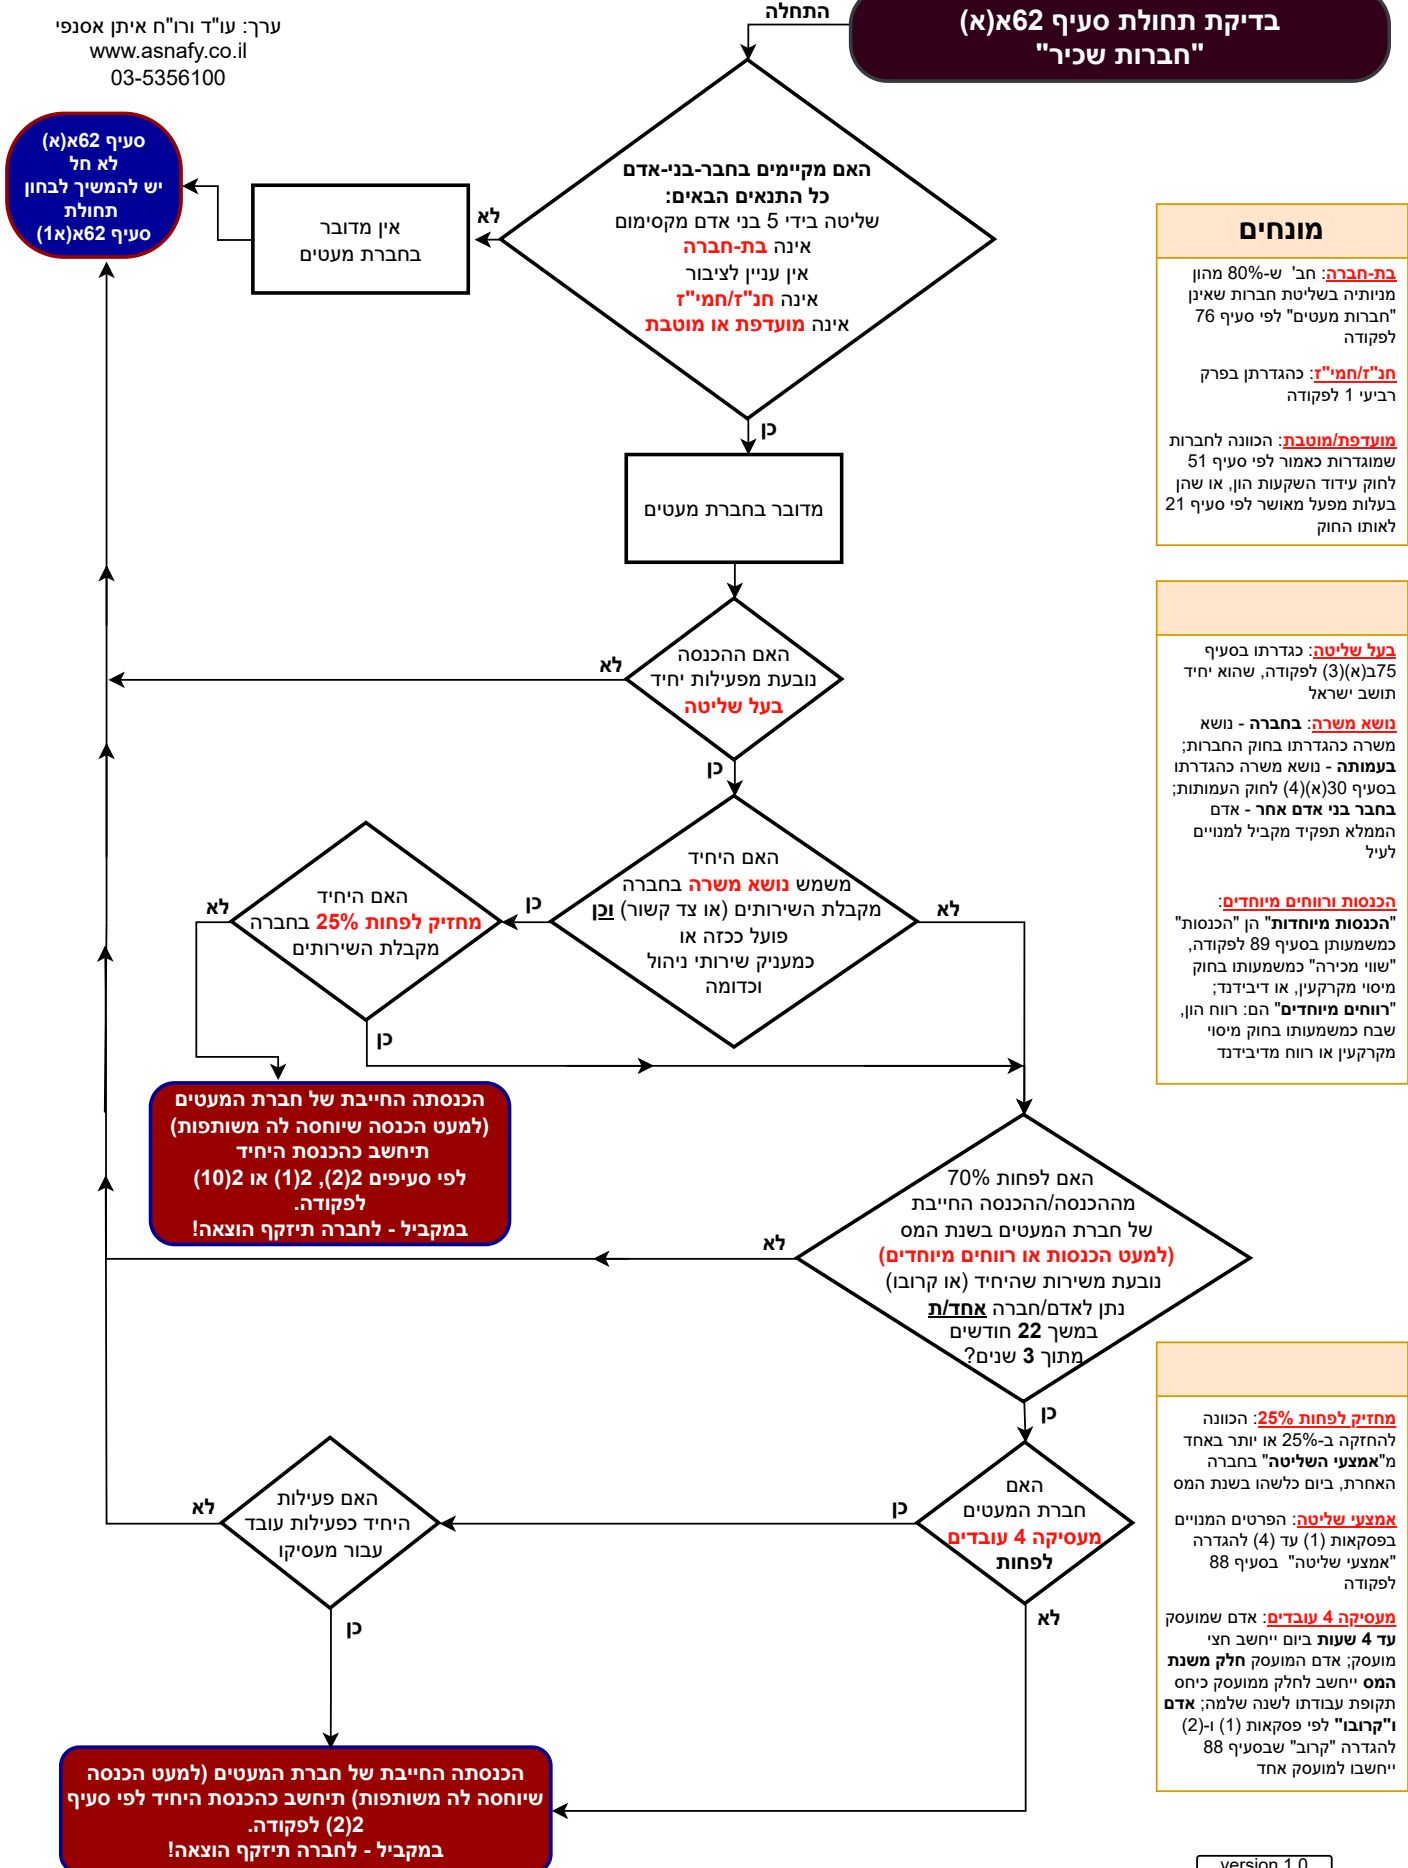 בדיקת תחולת סעיף 62א(א)
"חברות שכיר"
ערך: עו"ד ורו"ח איתן אסנפי
www.asnafy.co.il
03-5356100
התחלה
האם מקיימים בחבר-בני-אדם
כל התנאים הבאים:
שליטה בידי 5 בני אדם מקסימום
אינה בת-חברה
אין עניין לציבור
אינה חנ"ז/חמי"ז
אינה מועדפת או מוטבת
לא
אין מדובר
בחברת מעטים
סעיף 62א(א)
לא חל
יש להמשיך לבחון
תחולת
סעיף 62א(א1)
כן
מדובר בחברת מעטים
האם ההכנסה
נובעת מפעילות יחיד
בעל שליטה
לא
כן
האם היחיד
משמש נושא משרה בחברה
מקבלת השירותים (או צד קשור) וכן
פועל ככזה או
כמעניק שירותי ניהול
וכדומה
לא
כן
האם היחיד
מחזיק לפחות 25% בחברה
מקבלת השירותים
לא
כן
הכנסתה החייבת של חברת המעטים
(למעט הכנסה שיוחסה לה משותפות)
תיחשב כהכנסת היחיד
לפי סעיפים 2(2), 2(1) או 2(10)
לפקודה.
במקביל - לחברה תיזקף הוצאה!
האם לפחות 70%
מההכנסה/ההכנסה החייבת
של חברת המעטים בשנת המס
(למעט הכנסות או רווחים מיוחדים)
נובעת משירות שהיחיד (או קרובו)
נתן לאדם/חברה אחד/ת
במשך 22 חודשים
מתוך 3 שנים?
לא
כן
האם
חברת המעטים
מעסיקה 4 עובדים
לפחות
כן
לא
האם פעילות
היחיד כפעילות עובד
עבור מעסיקו
לא
כן
הכנסתה החייבת של חברת המעטים (למעט הכנסה
שיוחסה לה משותפות) תיחשב כהכנסת היחיד לפי סעיף
2(2) לפקודה.
במקביל - לחברה תיזקף הוצאה!
מונחים
בת-חברה: חב' ש-80% מהון
מניותיה בשליטת חברות שאינן
"חברות מעטים" לפי סעיף 76
לפקודה
חנ"ז/חמי"ז: כהגדרתן בפרק
רביעי 1 לפקודה
מועדפת/מוטבת: הכוונה לחברות
שמוגדרות כאמור לפי סעיף 51
לחוק עידוד השקעות הון, או שהן
בעלות מפעל מאושר לפי סעיף 21
לאותו החוק
בעל שליטה: כגדרתו בסעיף
75ב(א)(3) לפקודה, שהוא יחיד
תושב ישראל
נושא משרה: בחברה - נושא
משרה כהגדרתו בחוק החברות;
בעמותה - נושא משרה כהגדרתו
בסעיף 30(א)(4) לחוק העמותות;
בחבר בני אדם אחר - אדם
הממלא תפקיד מקביל למנויים
לעיל
הכנסות ורווחים מיוחדים:
"הכנסות מיוחדות" הן "הכנסות"
כמשמעותן בסעיף 89 לפקודה,
"שווי מכירה" כמשמעותו בחוק
מיסוי מקרקעין, או דיבידנד;
"רווחים מיוחדים" הם: רווח הון,
שבח כמשמעותו בחוק מיסוי
מקרקעין או רווח מדיבידנד
מחזיק לפחות 25%: הכוונה
להחזקה ב-25% או יותר באחד
מ"אמצעי השליטה" בחברה
האחרת, ביום כלשהו בשנת המס
אמצעי שליטה: הפרטים המנויים
בפסקאות (1) עד (4) להגדרה
"אמצעי שליטה" בסעיף 88
לפקודה
מעסיקה 4 עובדים: אדם שמועסק
עד 4 שעות ביום ייחשב חצי
מועסק; אדם המועסק חלק משנת
המס ייחשב לחלק ממועסק כיחס
תקופת עבודתו לשנה שלמה; אדם
ו"קרובו" לפי פסקאות (1) ו-(2)
להגדרה "קרוב" שבסעיף 88
ייחשבו למועסק אחד
version 1.0